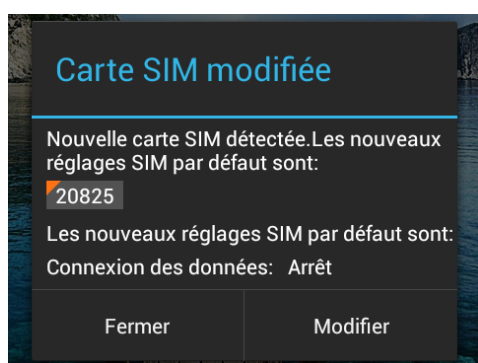 Carte SIM modifiée
Nouvelle carte SIM détectée.Les nouveaux
réglages SIM par défaut sont:
20825
Les nouveaux réglages SIM par défaut sont:
Connexion des données: Arrêt
Fermer Modifier